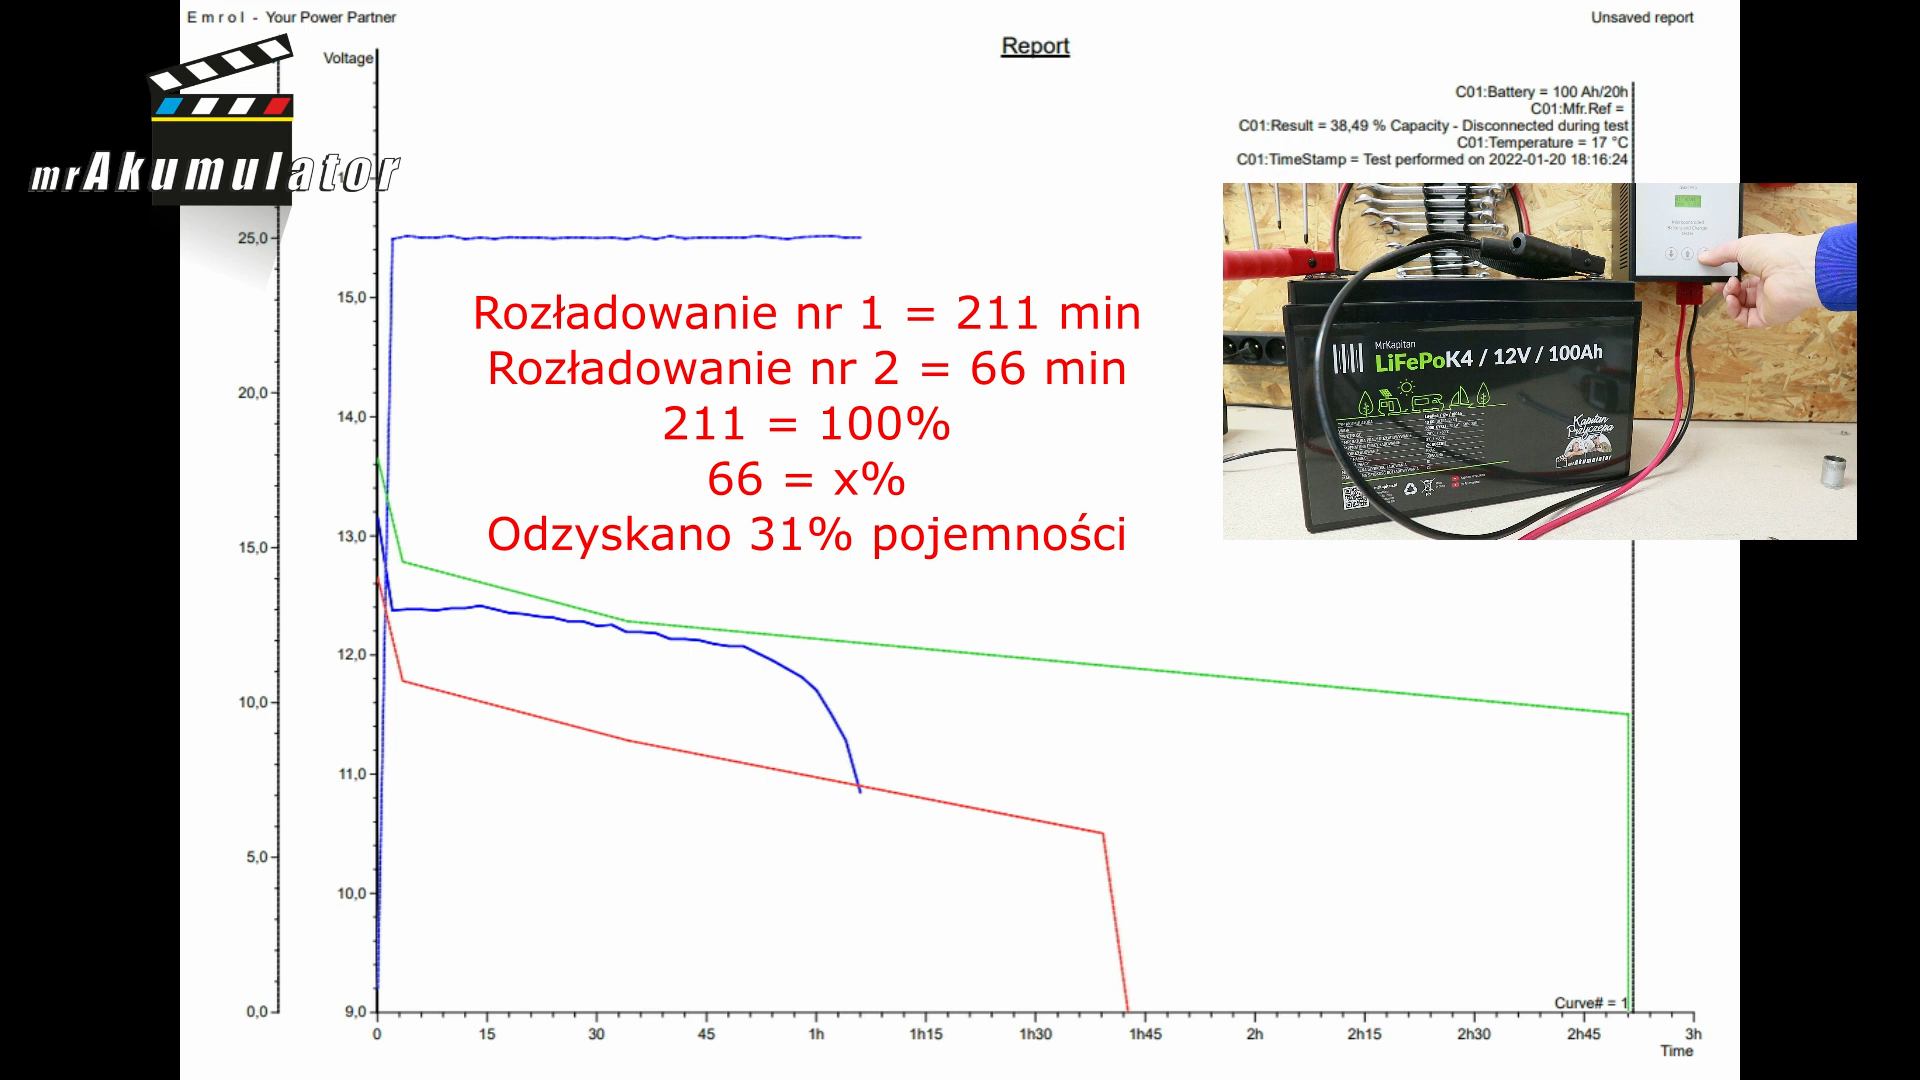 Emrol - Your Power Partner
Unsaved report
Report
mrAkumulator
Voltage
C01:Battery = 100 Ah/20h
C01:Mfr.Ref =
C01:Result = 38,49 % Capacity - Disconnected during test
C01:Temperature = 17 °C
C01:TimeStamp = Test performed on 2022-01-20 18:16:24
25,0
20,0
15,0
10,0
5,0
0,0
15,0
14,0
13,0
12,0
11,0
10,0
9,0
Rozładowanie nr 1 = 211 min
Rozładowanie nr 2 = 66 min
211 = 100%
66 = x%
Odzyskano 31% pojemności
MrKapitan
LiFePoK4 / 12V / 100Ah
Kapitan
Przyczepa
mrAkumulator
Curve# = 1
0 15 30 45 1h 1h15 1h30 1h45 2h 2h15 2h30 2h45 3h
Time